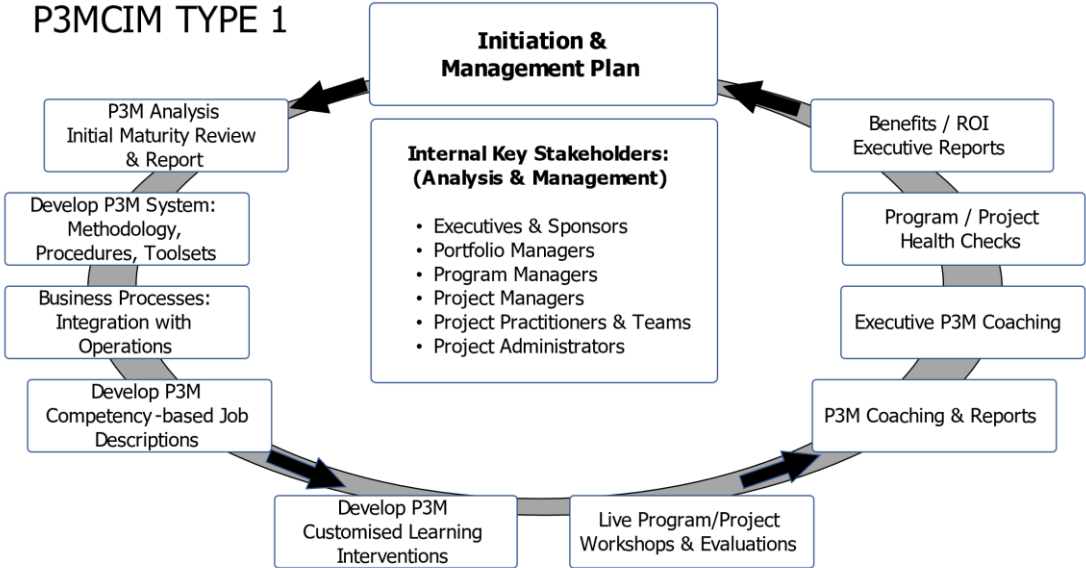 P3MCIM TYPE 1
Initiation &
Management Plan
P3M Analysis
Initial Maturity Review
& Report
Develop P3M System:
Methodology,
Procedures, Toolsets
Business Processes:
Integration with
Operations
Develop P3M
Competency-based Job
Descriptions
Develop P3M
Customised Learning
Interventions
Live Program/Project
Workshops & Evaluations
P3M Coaching & Reports
Executive P3M Coaching
Program / Project
Health Checks
Benefits / ROI
Executive Reports
Internal Key Stakeholders:
(Analysis & Management)
• Executives & Sponsors
• Portfolio Managers
• Program Managers
• Project Managers
• Project Practitioners & Teams
• Project Administrators